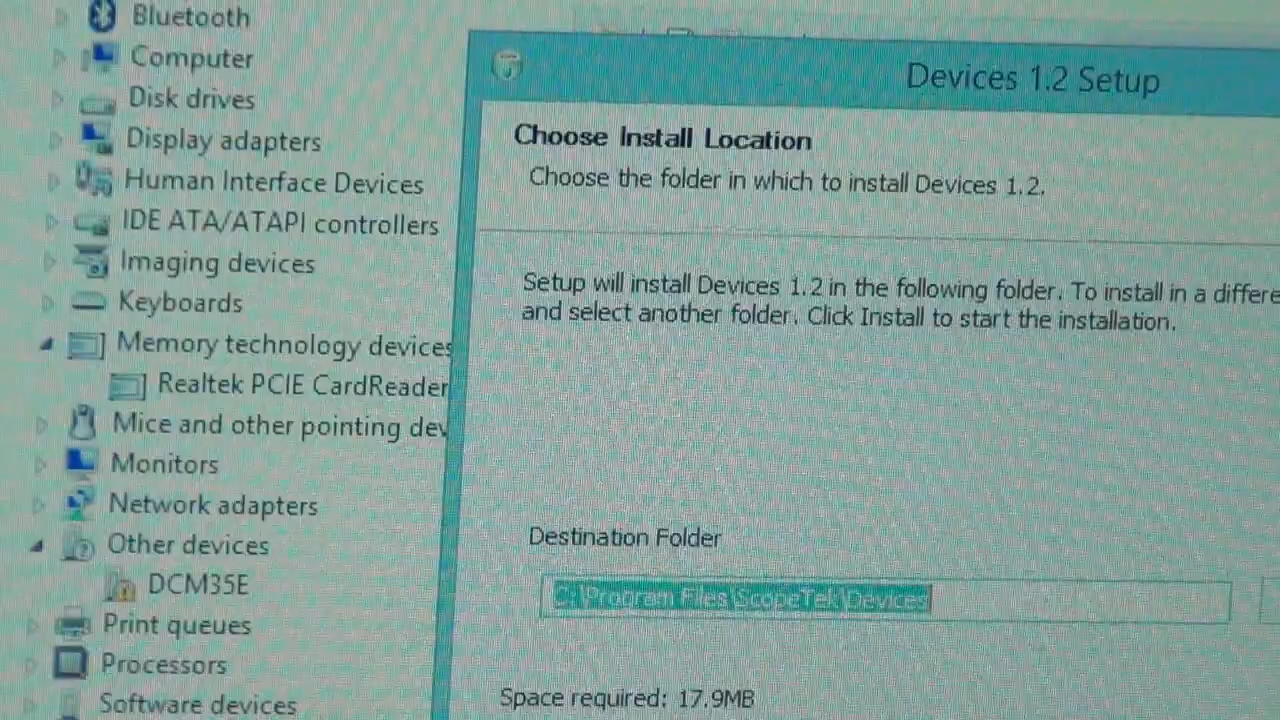 Bluetooth
Computer
Disk drives
Display adapters
Human Interface Devices
IDE ATA/ATAPI controllers
Imaging devices
Keyboards
Memory technology devices
Realtek PCIE CardReader
Mice and other pointing dev
Monitors
Network adapters
Other devices
DCM35E
Print queues
Processors
Software devices
Devices 1.2 Setup
Choose Install Location
Choose the folder in which to install Devices 1.2.
Setup will install Devices 1.2 in the following folder. To install in a differe
and select another folder. Click Install to start the installation.
Destination Folder
C:\Program Files\ScopeTek\Devices
Space required: 17.9MB